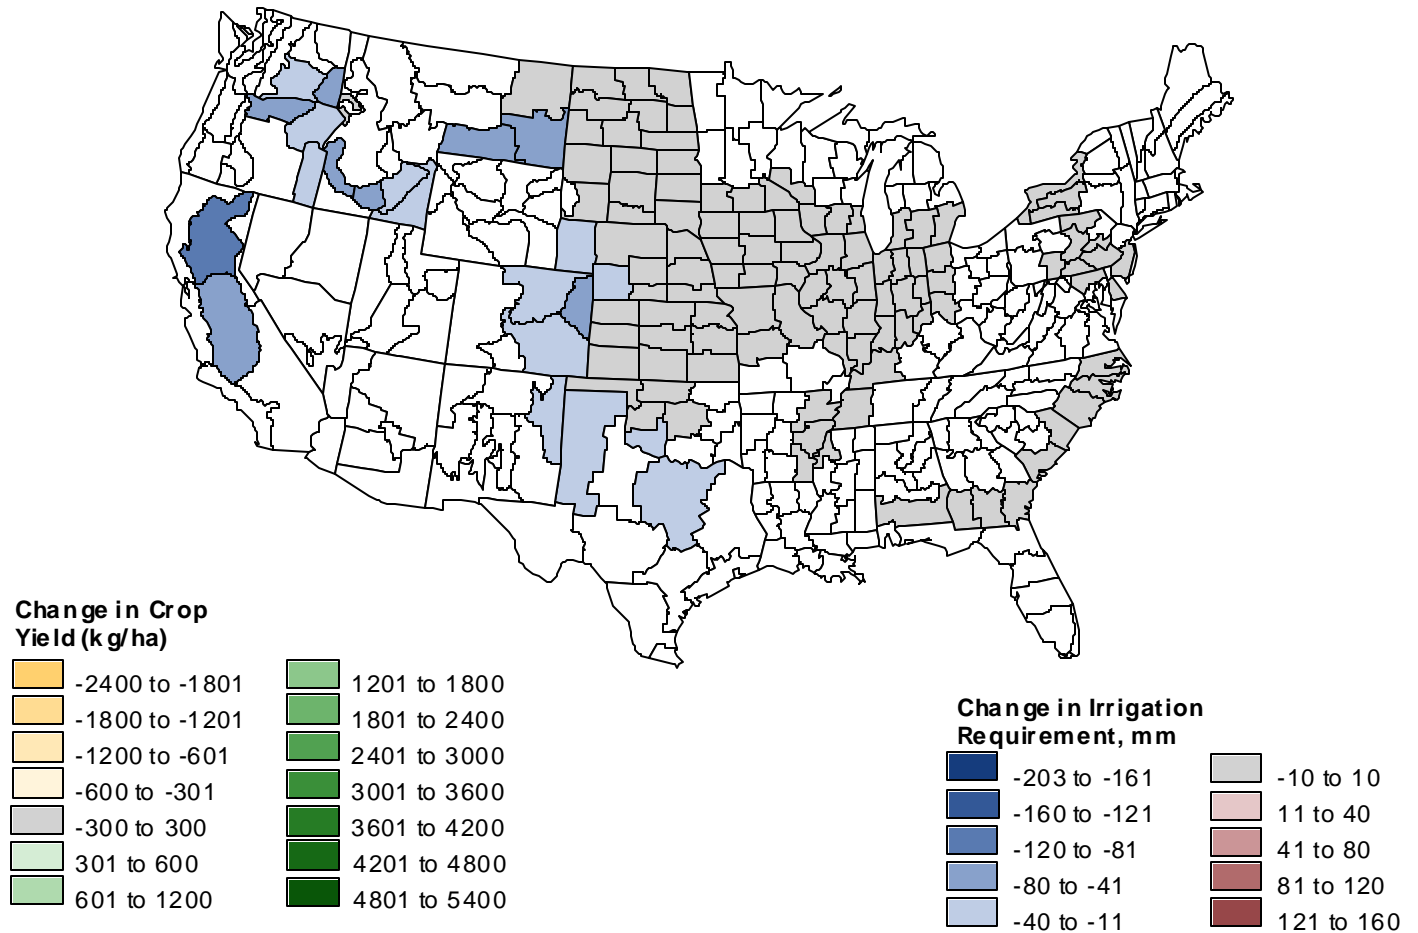 Change in Crop
Yield (kg/ha)
-2400 to -1801
-1800 to -1201
-1200 to -601
-600 to -301
-300 to 300
301 to 600
601 to 1200
1201 to 1800
1801 to 2400
2401 to 3000
3001 to 3600
3601 to 4200
4201 to 4800
4801 to 5400
Change in Irrigation
Requirement, mm
-203 to -161
-160 to -121
-120 to -81
-80 to -41
-40 to -11
-10 to 10
11 to 40
41 to 80
81 to 120
121 to 160